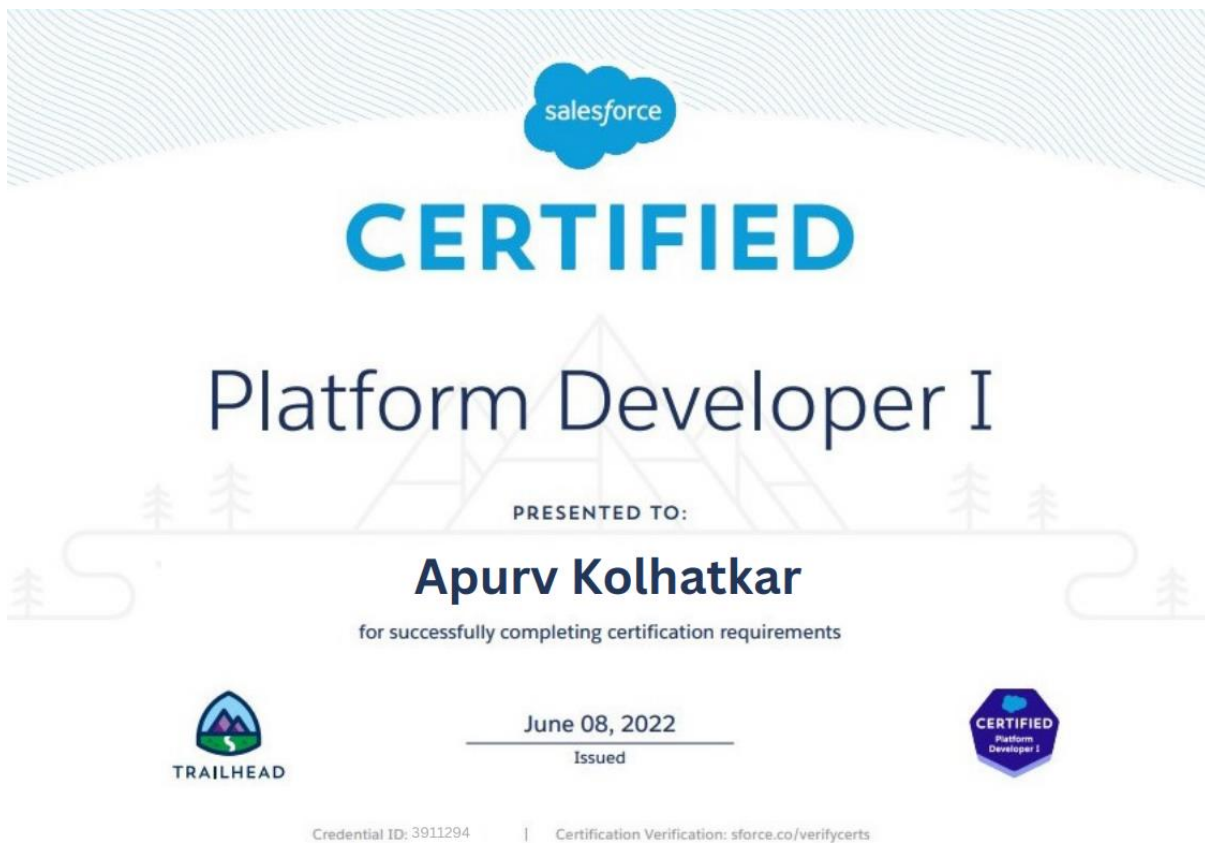 salesforce
CERTIFIED
Platform Developer I
PRESENTED TO:
Apurv Kolhatkar
for successfully completing certification requirements
June 08, 2022
Issued
TRAILHEAD
CERTIFIED
Platform
Developer I
Credential ID: 3911294 | Certification Verification: sforce.co/verifycerts